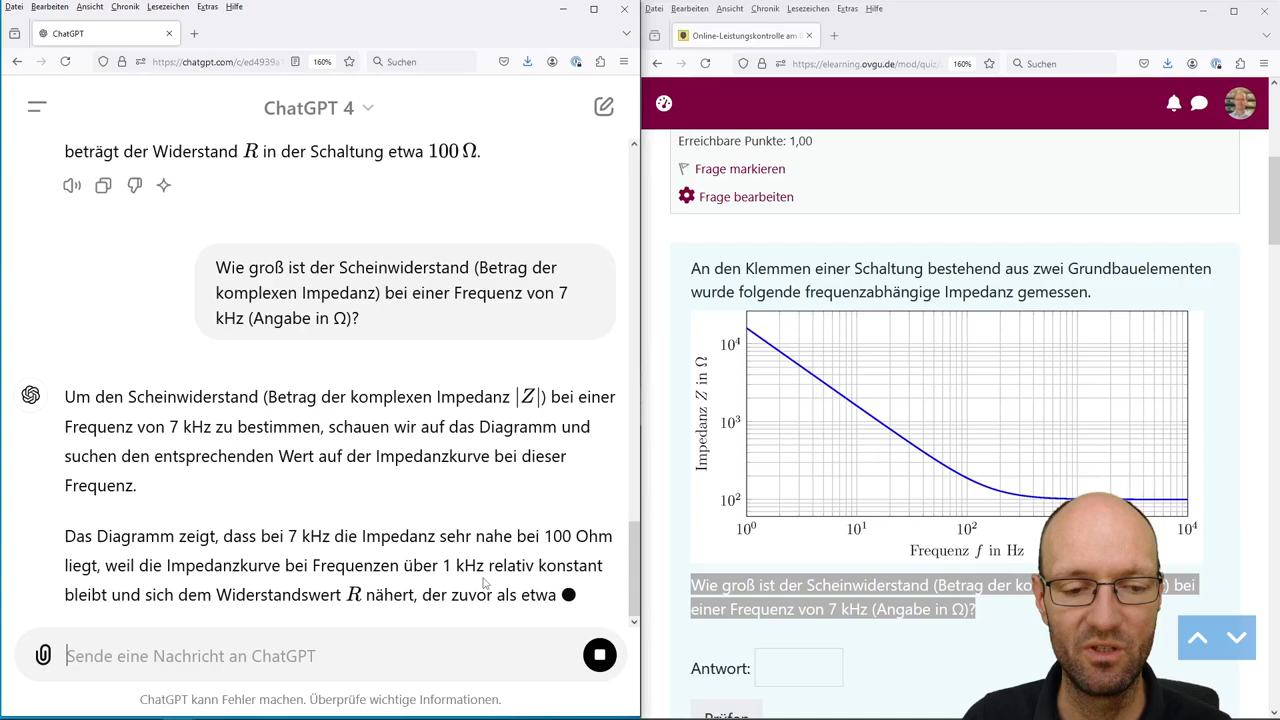 Datei Bearbeiten Ansicht Chronik Lesezeichen Extras Hilfe
ChatGPT
https://chatgpt.com/c/ed4939a
160%
Suchen
ChatGPT 4
beträgt der Widerstand R in der Schaltung etwa 100 Ω.
Wie groß ist der Scheinwiderstand (Betrag der
komplexen Impedanz) bei einer Frequenz von 7
kHz (Angabe in Ω)?
Um den Scheinwiderstand (Betrag der komplexen Impedanz |Z|) bei einer
Frequenz von 7 kHz zu bestimmen, schauen wir auf das Diagramm und
suchen den entsprechenden Wert auf der Impedanzkurve bei dieser
Frequenz.
Das Diagramm zeigt, dass bei 7 kHz die Impedanz sehr nahe bei 100 Ohm
liegt, weil die Impedanzkurve bei Frequenzen über 1 kHz relativ konstant
bleibt und sich dem Widerstandswert R nähert, der zuvor als etwa
Sende eine Nachricht an ChatGPT
ChatGPT kann Fehler machen. Überprüfe wichtige Informationen.
Datei Bearbeiten Ansicht Chronik Lesezeichen Extras Hilfe
Online-Leistungskontrolle am
https://elearning.ovgu.de/mod/quiz/
160%
Suchen
Erreichbare Punkte: 1,00
Frage markieren
Frage bearbeiten
An den Klemmen einer Schaltung bestehend aus zwei Grundbauelementen
wurde folgende frequenzabhängige Impedanz gemessen.
Impedanz Z in Ω
10⁴
10³
10²
10⁰ 10¹ 10² 10⁴
Frequenz f in Hz
Wie groß ist der Scheinwiderstand (Betrag der ) bei
einer Frequenz von 7 kHz (Angabe in Ω)?
Antwort:
Prüfen